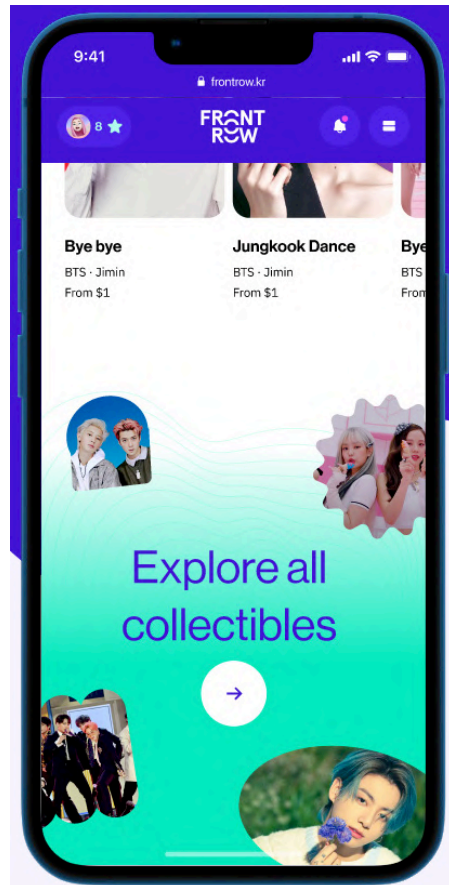 9:41
frontrow.kr
8
FRONT
ROW
Bye bye
Jungkook Dance
Bye
BTS · Jimin
BTS · Jimin
BTS
From $1
From $1
From
Explore all
collectibles